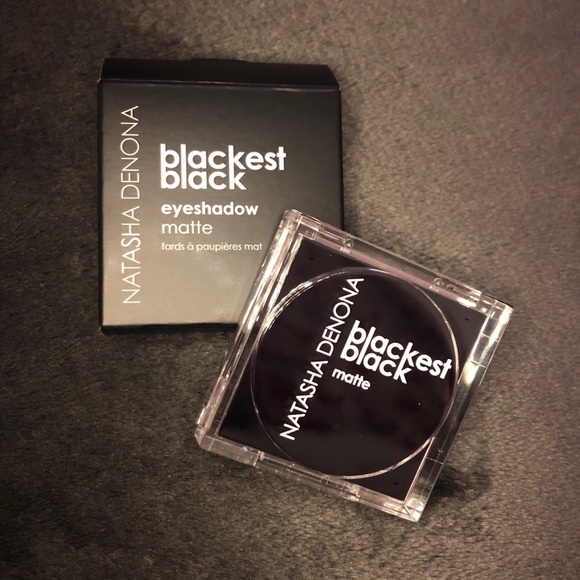 NATASHA DENONA
blackest
black
eyeshadow
matte
fards à paupières mat
NATASHA DENONA
blackest
black
matte